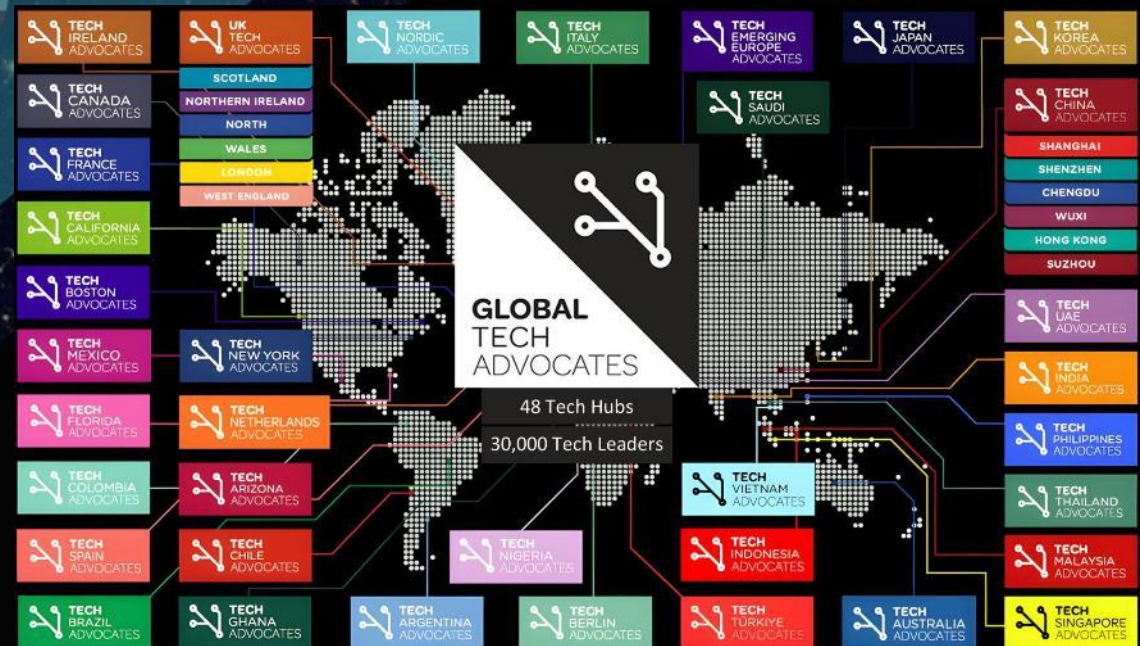 TECH
IRELAND
ADVOCATES
UK
TECH
ADVOCATES
TECH
NORDIC
ADVOCATES
TECH
ITALY
ADVOCATES
TECH
EMERGING
EUROPE
ADVOCATES
TECH
JAPAN
ADVOCATES
TECH
KOREA
ADVOCATES
SCOTLAND
NORTHERN IRELAND
NORTH
WALES
LONDON
WEST ENGLAND
TECH
CANADA
ADVOCATES
TECH
SAUDI
ADVOCATES
TECH
CHINA
ADVOCATES
SHANGHAI
SHENZHEN
CHENGDU
WUXI
HONG KONG
SUZHOU
TECH
FRANCE
ADVOCATES
TECH
CALIFORNIA
ADVOCATES
TECH
BOSTON
ADVOCATES
GLOBAL
TECH
ADVOCATES
48 Tech Hubs
30,000 Tech Leaders
TECH
UAE
ADVOCATES
TECH
MEXICO
ADVOCATES
TECH
NEW YORK
ADVOCATES
TECH
INDIA
ADVOCATES
TECH
FLORIDA
ADVOCATES
TECH
NETHERLANDS
ADVOCATES
TECH
PHILIPPINES
ADVOCATES
TECH
COLOMBIA
ADVOCATES
TECH
ARIZONA
ADVOCATES
TECH
VIETNAM
ADVOCATES
TECH
THAILAND
ADVOCATES
TECH
SPAIN
ADVOCATES
TECH
CHILE
ADVOCATES
TECH
NIGERIA
ADVOCATES
TECH
INDONESIA
ADVOCATES
TECH
MALAYSIA
ADVOCATES
TECH
BRAZIL
ADVOCATES
TECH
GHANA
ADVOCATES
TECH
ARGENTINA
ADVOCATES
TECH
BERLIN
ADVOCATES
TECH
TÜRKIYE
ADVOCATES
TECH
AUSTRALIA
ADVOCATES
TECH
SINGAPORE
ADVOCATES